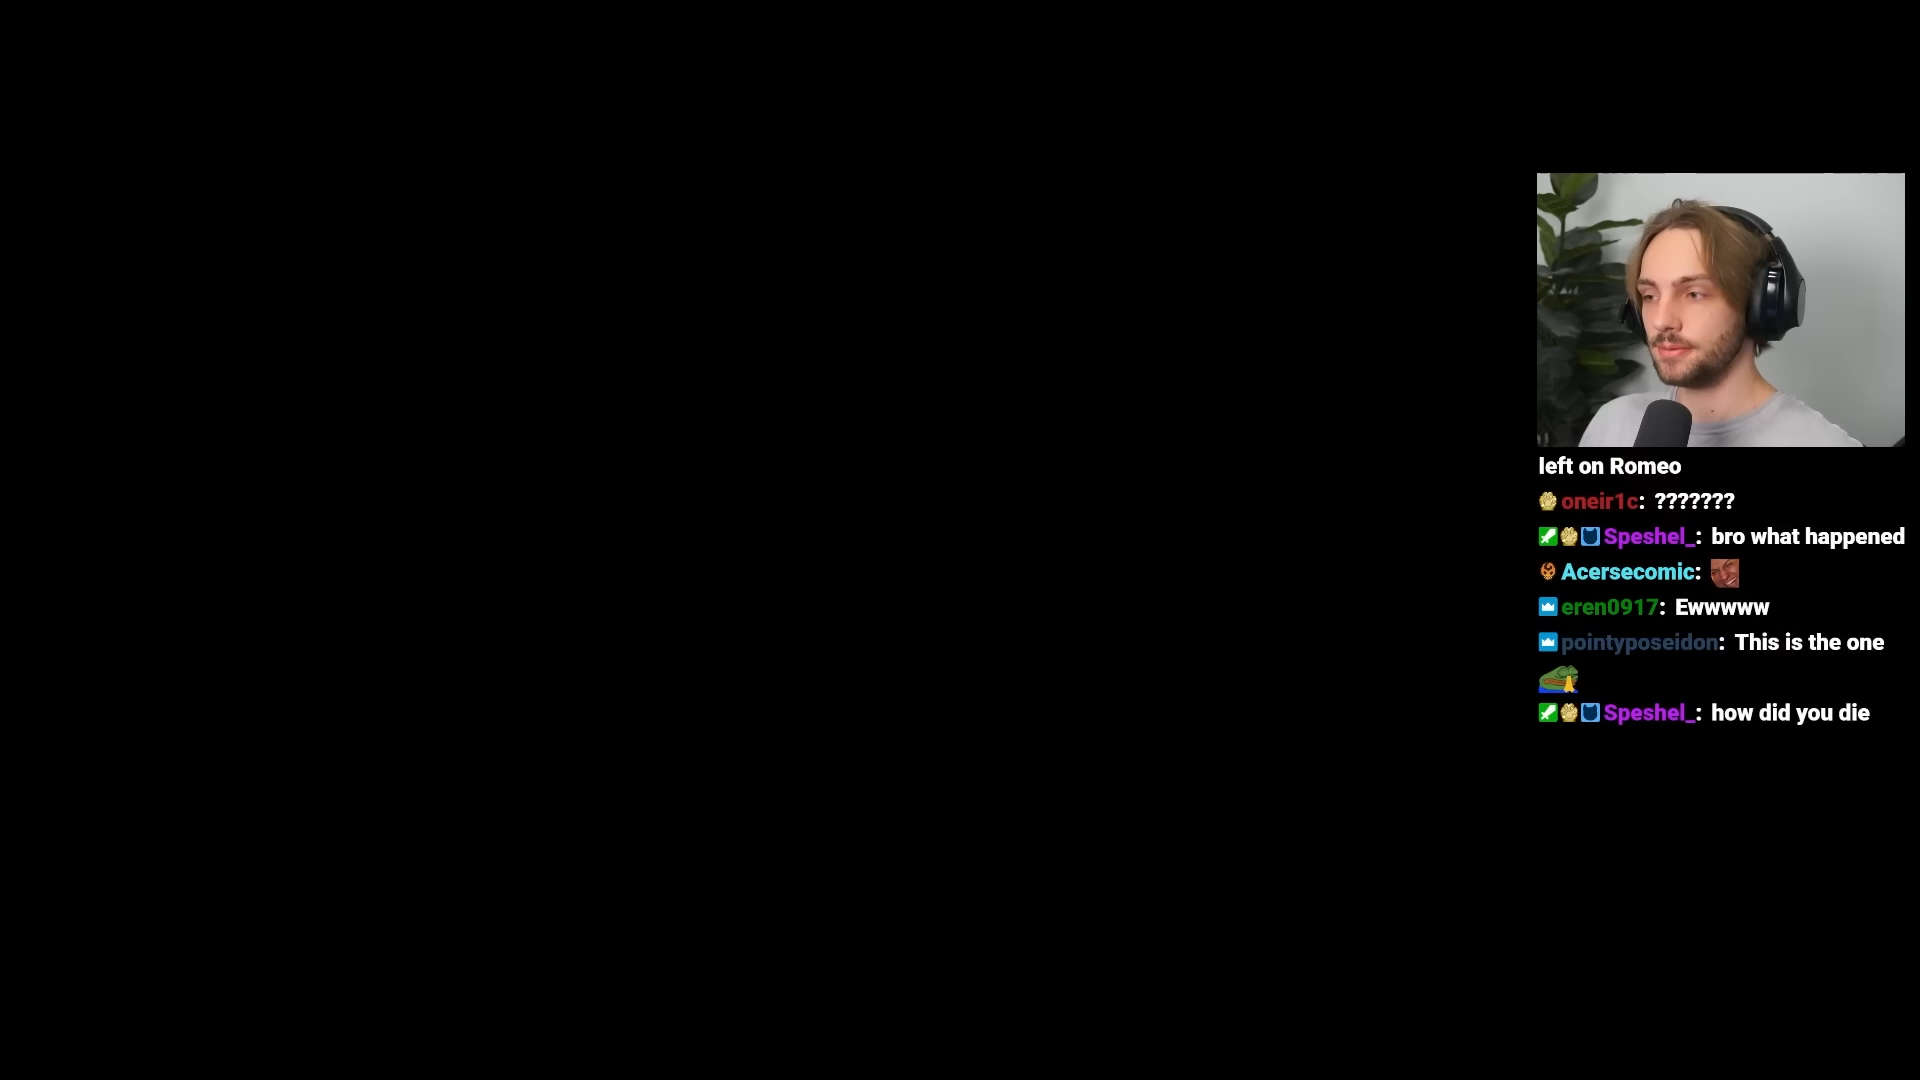 left on Romeo
oneir1c: ???????
Speshel_: bro what happened
Acersecomic:
eren0917: Ewwwww
pointyposeidon: This is the one
Speshel_: how did you die